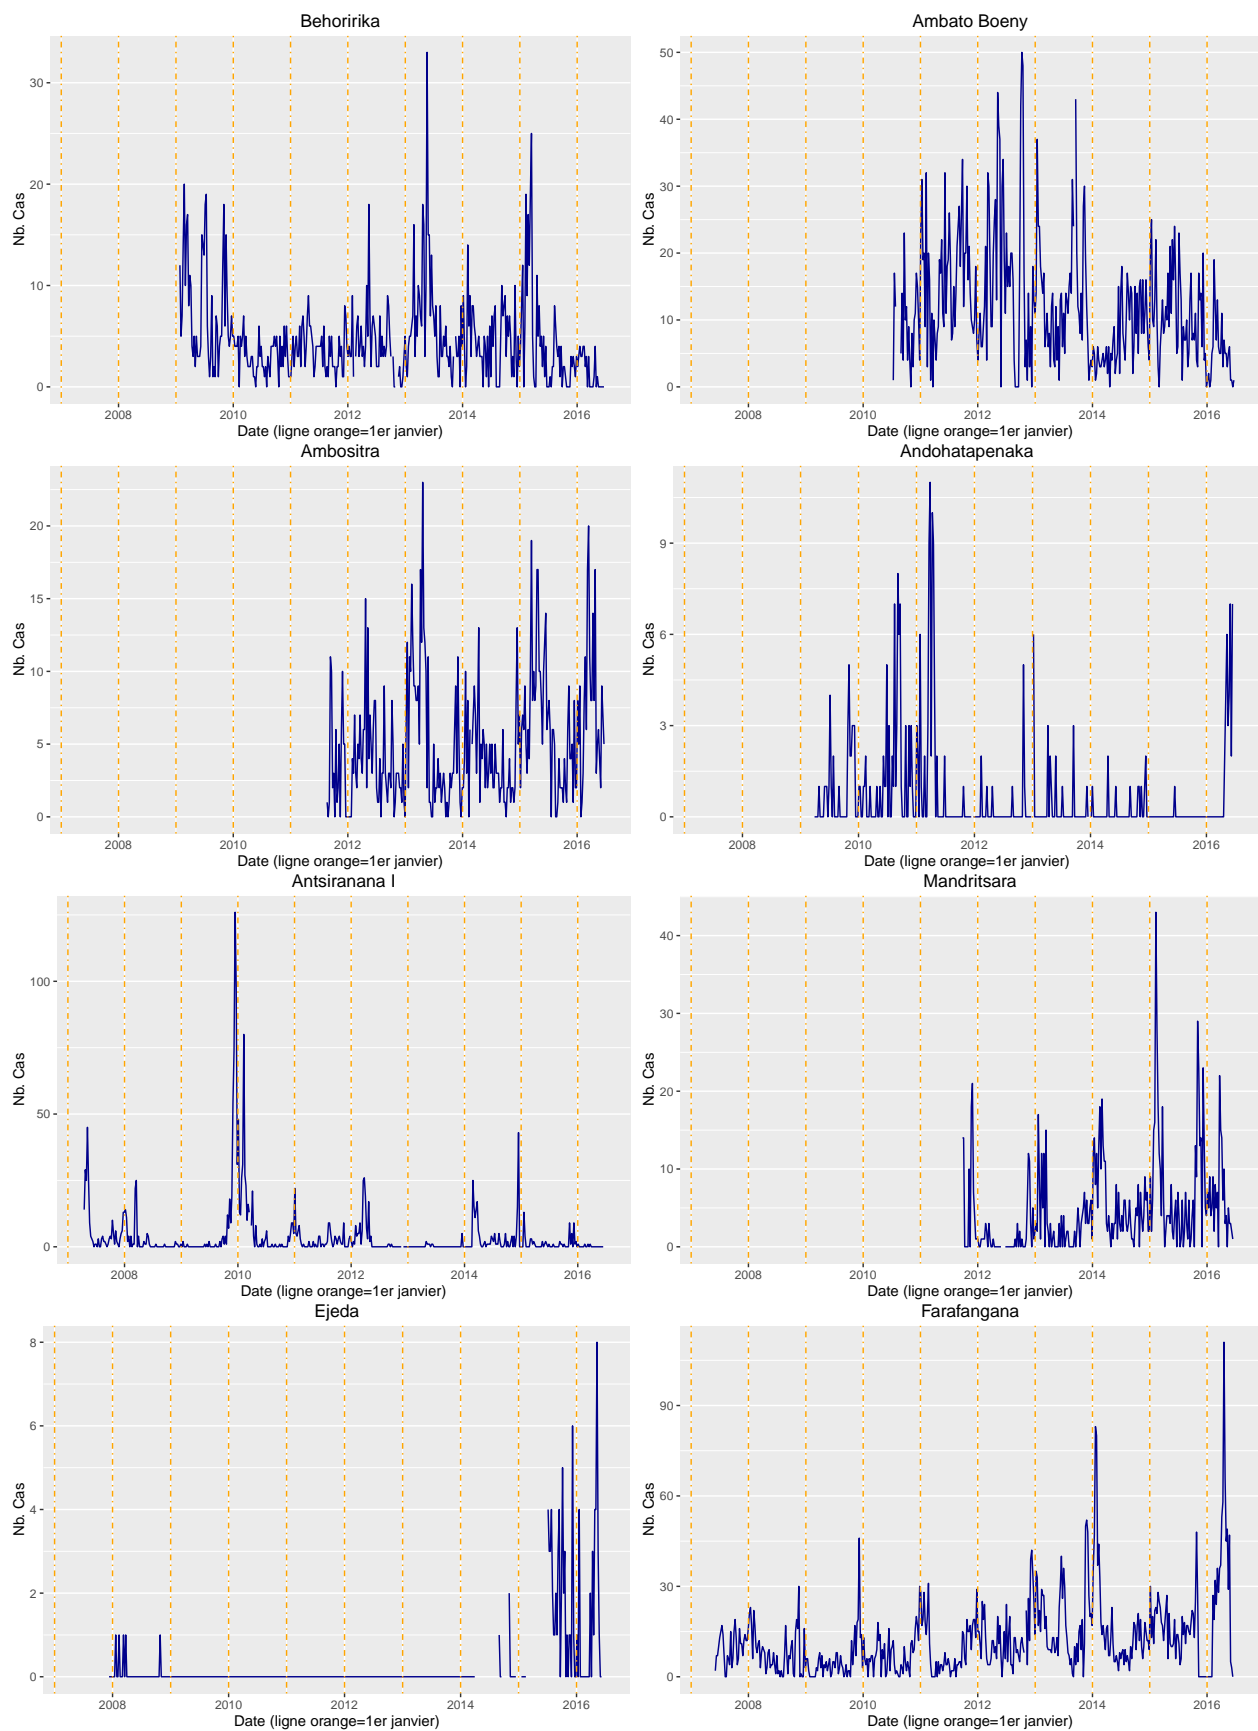 Behoririka
Nb. Cas
30
20
10
0
2008 2010 2012 2014 2016
Date (ligne orange=1er janvier)
Ambato Boeny
Nb. Cas
50
40
30
20
10
0
2008 2010 2012 2014 2016
Date (ligne orange=1er janvier)
Ambositra
Nb. Cas
20
15
10
5
0
2008 2010 2012 2014 2016
Date (ligne orange=1er janvier)
Andohatapenaka
Nb. Cas
9
6
3
0
2008 2010 2012 2014 2016
Date (ligne orange=1er janvier)
Antsiranana I
Nb. Cas
100
50
0
2008 2010 2012 2014 2016
Date (ligne orange=1er janvier)
Mandritsara
Nb. Cas
40
30
20
10
0
2008 2010 2012 2014 2016
Date (ligne orange=1er janvier)
Ejeda
Nb. Cas
8
6
4
2
0
2008 2010 2012 2014 2016
Date (ligne orange=1er janvier)
Farafangana
Nb. Cas
90
60
30
0
2008 2010 2012 2014 2016
Date (ligne orange=1er janvier)